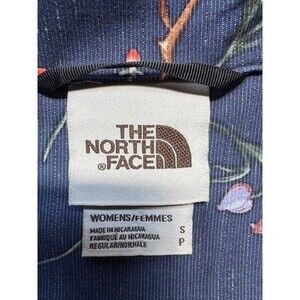 THE
NORTH
FACE
®
WOMENS/FEMMES
MADE IN NICARAGUA S
FABRIQUÉ AU NICARAGUA P
REGULAR/NORMALE